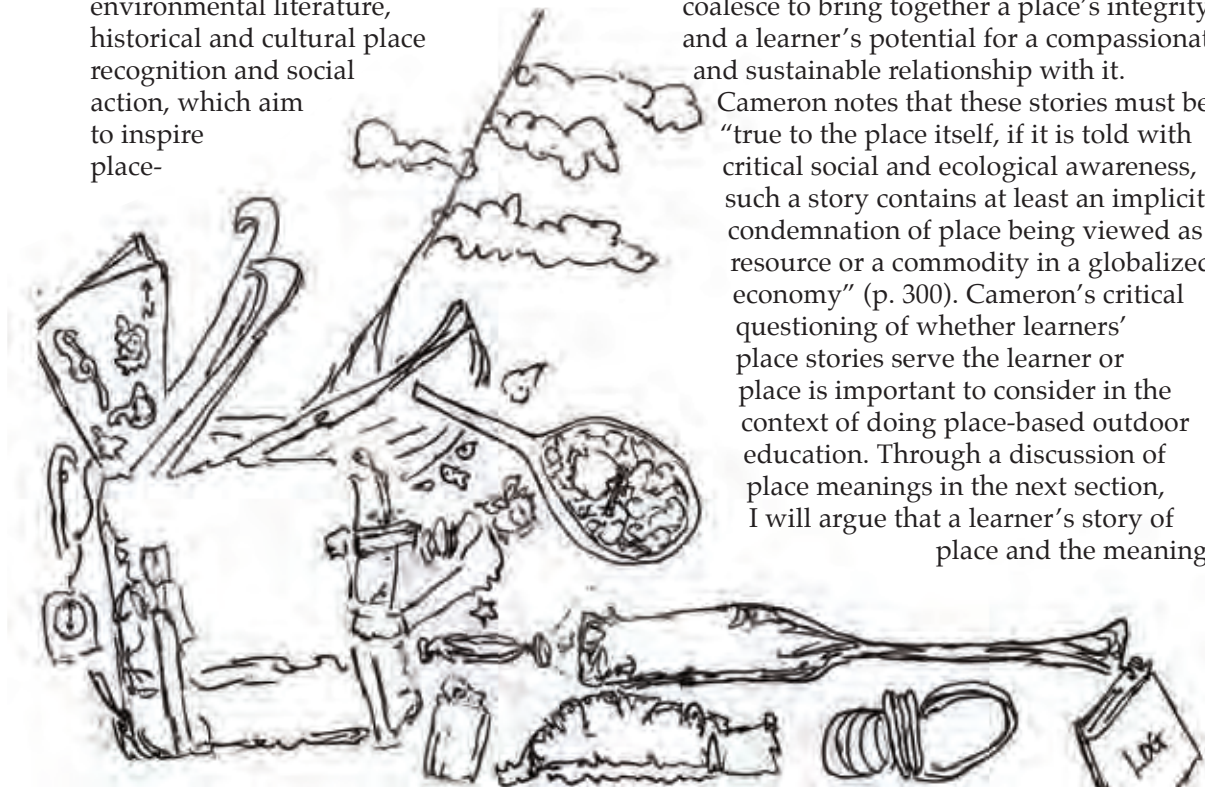 environmental literature,
historical and cultural place
recognition and social
action, which aim
to inspire
place-
coalesce to bring together a place’s integrity
and a learner’s potential for a compassionat
and sustainable relationship with it.
Cameron notes that these stories must be
“true to the place itself, if it is told with
critical social and ecological awareness,
such a story contains at least an implicit
condemnation of place being viewed as
resource or a commodity in a globalized
economy” (p. 300). Cameron’s critical
questioning of whether learners’
place stories serve the learner or
place is important to consider in the
context of doing place-based outdoor
education. Through a discussion of
place meanings in the next section,
I will argue that a learner’s story of
place and the meaning
N
LOG